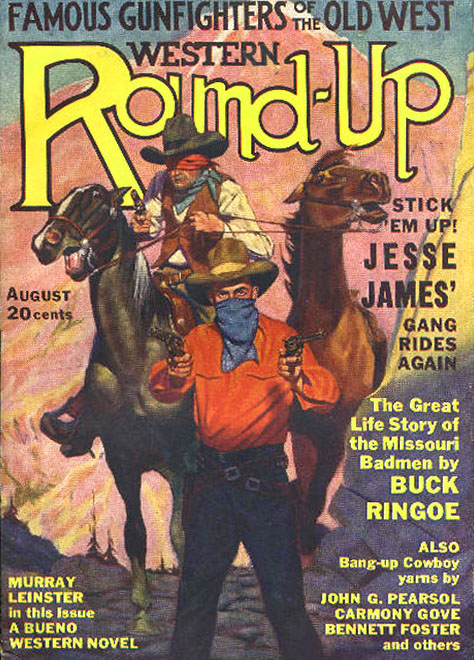 FAMOUS GUNFIGHTERS OF THE OLD WEST
WESTERN
Round-Up
STICK
'EM UP!
JESSE
JAMES'
GANG
RIDES
AGAIN
AUGUST
20 cents
The Great
Life Story of
the Missouri
Badmen by
BUCK
RINGOE
ALSO
Bang-up Cowboy
yarns by
JOHN G. PEARSOL
CARMONY GOVE
BENNETT FOSTER
and others
MURRAY
LEINSTER
in this issue
A BUENO
WESTERN NOVEL